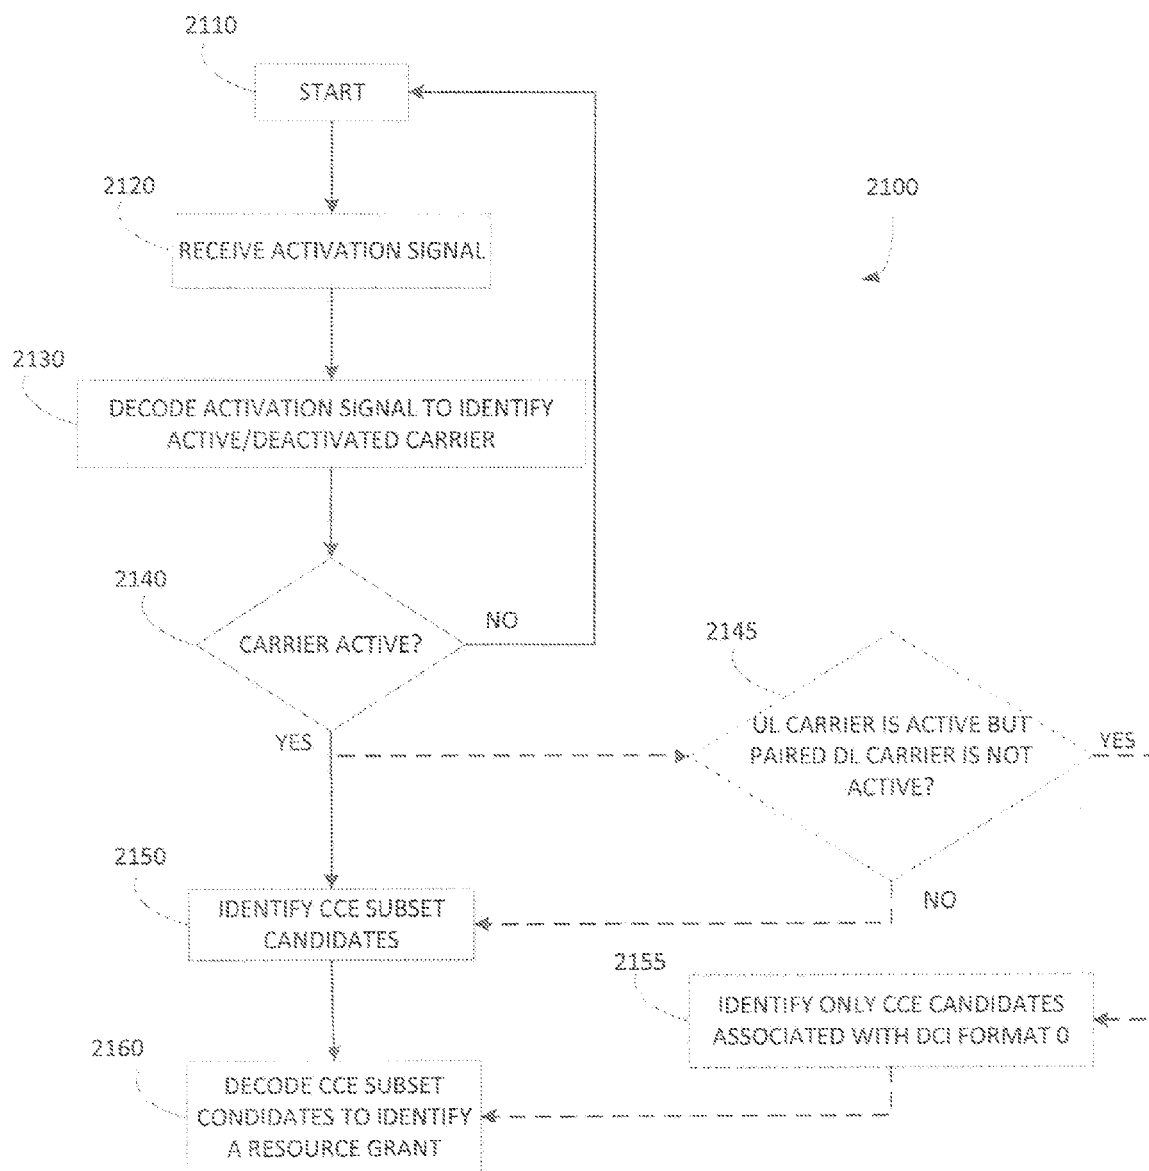 2110
START
2120
2100
RECEIVE ACTIVATION SIGNAL
2130
DECODE ACTIVATION SIGNAL TO IDENTIFY
ACTIVE/DEACTIVATED CARRIER
2140
CARRIER ACTIVE?
NO
YES
2145
UL CARRIER IS ACTIVE BUT
PAIRED DL CARRIER IS NOT
ACTIVE?
YES
NO
2150
IDENTIFY CCE SUBSET
CANDIDATES
2155
IDENTIFY ONLY CCE CANDIDATES
ASSOCIATED WITH DCI FORMAT 0
2160
DECODE CCE SUBSET
CONDIDATES TO IDENTIFY
A RESOURCE GRANT